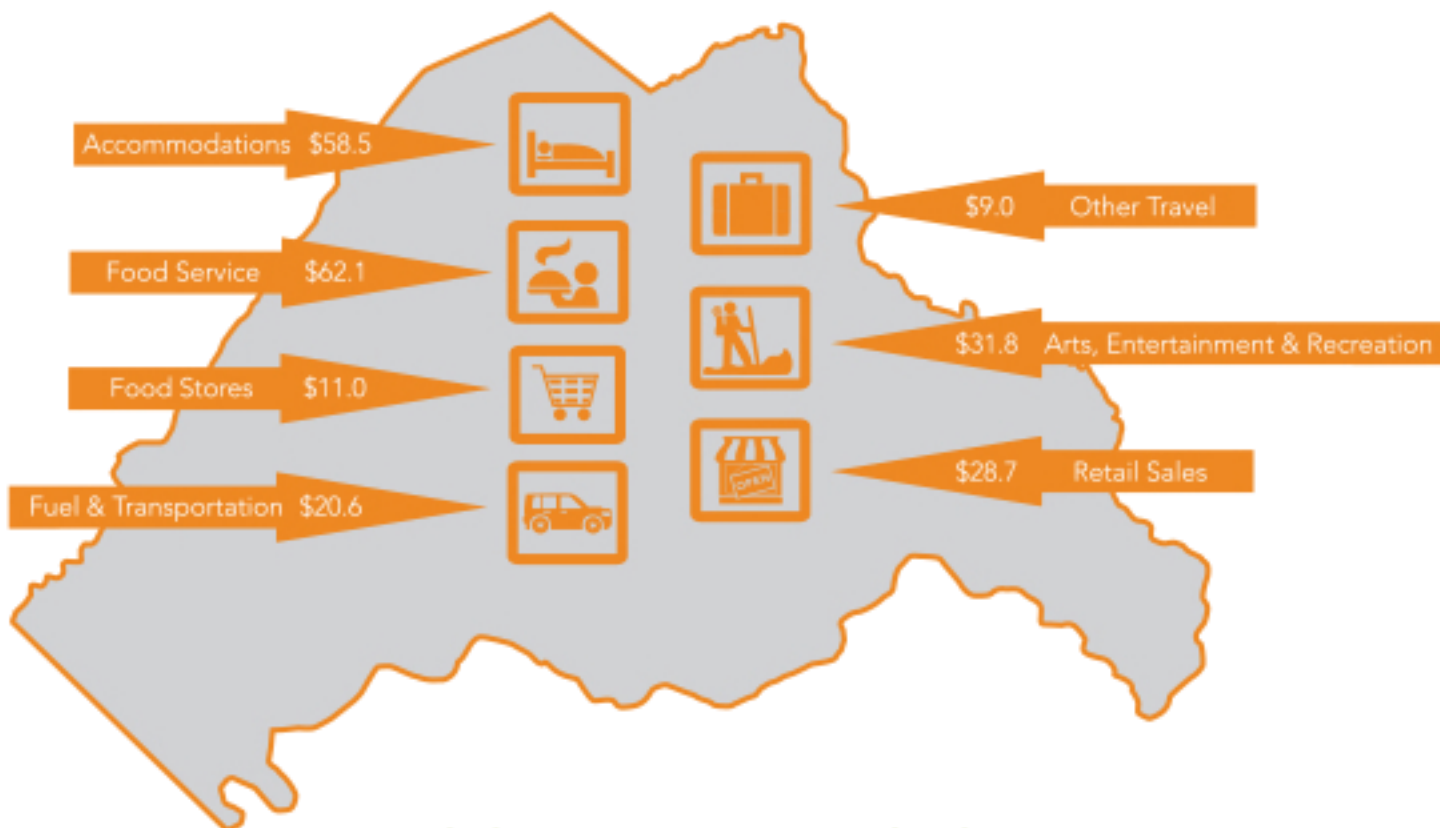 Accommodations $58.5
Food Service $62.1
Food Stores $11.0
Fuel & Transportation $20.6
$9.0 Other Travel
$31.8 Arts, Entertainment & Recreation
OPEN
$28.7 Retail Sales